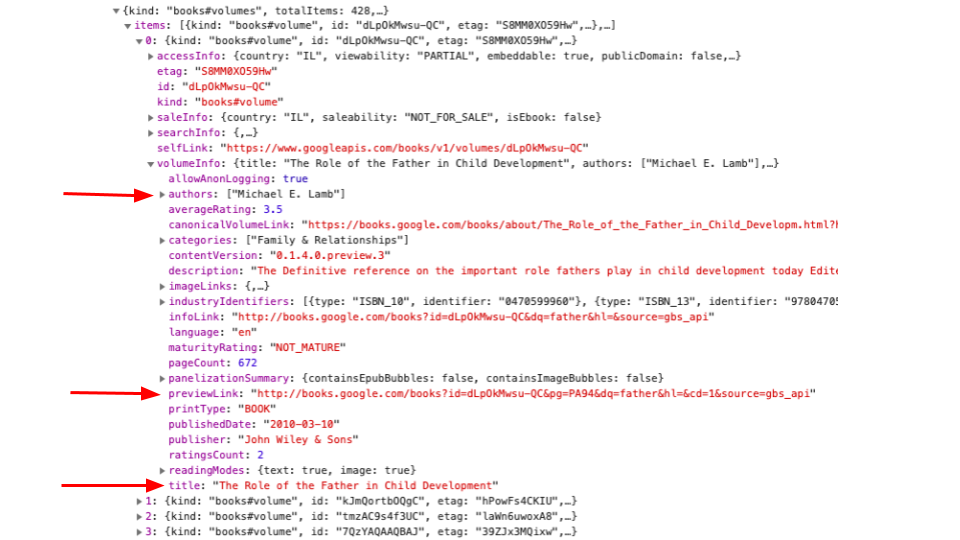 {kind: "books#volumes", totalItems: 428,…}
items: [{kind: "books#volume", id: "dLpOkMwsu-QC", etag: "S8MM0XO59Hw",…},…]
0: {kind: "books#volume", id: "dLpOkMwsu-QC", etag: "S8MM0XO59Hw",…}
accessInfo: {country: "IL", viewability: "PARTIAL", embeddable: true, publicDomain: false,…}
etag: "S8MM0XO59Hw"
id: "dLpOkMwsu-QC"
kind: "books#volume"
saleInfo: {country: "IL", saleability: "NOT_FOR_SALE", isEbook: false}
searchInfo: {,…}
selfLink: "https://www.googleapis.com/books/v1/volumes/dLpOkMwsu-QC"
volumeInfo: {title: "The Role of the Father in Child Development", authors: ["Michael E. Lamb"],…}
allowAnonLogging: true
authors: ["Michael E. Lamb"]
averageRating: 3.5
canonicalVolumeLink: "https://books.google.com/books/about/The_Role_of_the_Father_in_Child_Developm.html?h
categories: ["Family & Relationships"]
contentVersion: "0.1.4.0.preview.3"
description: "The Definitive reference on the important role fathers play in child development today Edite
imageLinks: {,…}
industryIdentifiers: [{type: "ISBN_10", identifier: "0470599960"}, {type: "ISBN_13", identifier: "97804705
infoLink: "http://books.google.com/books?id=dLpOkMwsu-QC&dq=father&hl=&source=gbs_api"
language: "en"
maturityRating: "NOT_MATURE"
pageCount: 672
panelizationSummary: {containsEpubBubbles: false, containsImageBubbles: false}
previewLink: "http://books.google.com/books?id=dLpOkMwsu-QC&pg=PA94&dq=father&hl=&cd=1&source=gbs_api"
printType: "BOOK"
publishedDate: "2010-03-10"
publisher: "John Wiley & Sons"
ratingsCount: 2
readingModes: {text: true, image: true}
title: "The Role of the Father in Child Development"
1: {kind: "books#volume", id: "kJmQortbOQgC", etag: "hPowFs4CKIU",…}
2: {kind: "books#volume", id: "tmzAC9s4f3UC", etag: "laWn6uwoxA8",…}
3: {kind: "books#volume", id: "7QzYAQAAQBAJ", etag: "39ZJx3MQixw",…}